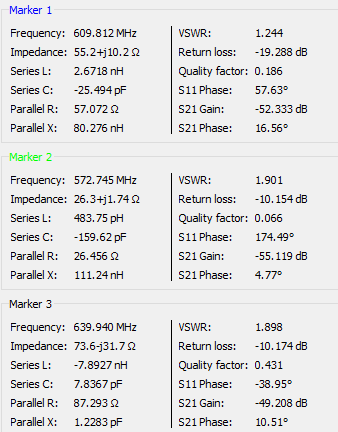 Marker 1
Frequency: 609.812 MHz VSWR: 1.244
Impedance: 55.2+j10.2 Ω Return loss: -19.288 dB
Series L: 2.6718 nH Quality factor: 0.186
Series C: -25.494 pF S11 Phase: 57.63°
Parallel R: 57.072 Ω S21 Gain: -52.333 dB
Parallel X: 80.276 nH S21 Phase: 16.56°
Marker 2
Frequency: 572.745 MHz VSWR: 1.901
Impedance: 26.3+j1.74 Ω Return loss: -10.154 dB
Series L: 483.75 pH Quality factor: 0.066
Series C: -159.62 pF S11 Phase: 174.49°
Parallel R: 26.456 Ω S21 Gain: -55.119 dB
Parallel X: 111.24 nH S21 Phase: 4.77°
Marker 3
Frequency: 639.940 MHz VSWR: 1.898
Impedance: 73.6-j31.7 Ω Return loss: -10.174 dB
Series L: -7.8927 nH Quality factor: 0.431
Series C: 7.8367 pF S11 Phase: -38.95°
Parallel R: 87.293 Ω S21 Gain: -49.208 dB
Parallel X: 1.2283 pF S21 Phase: 10.51°